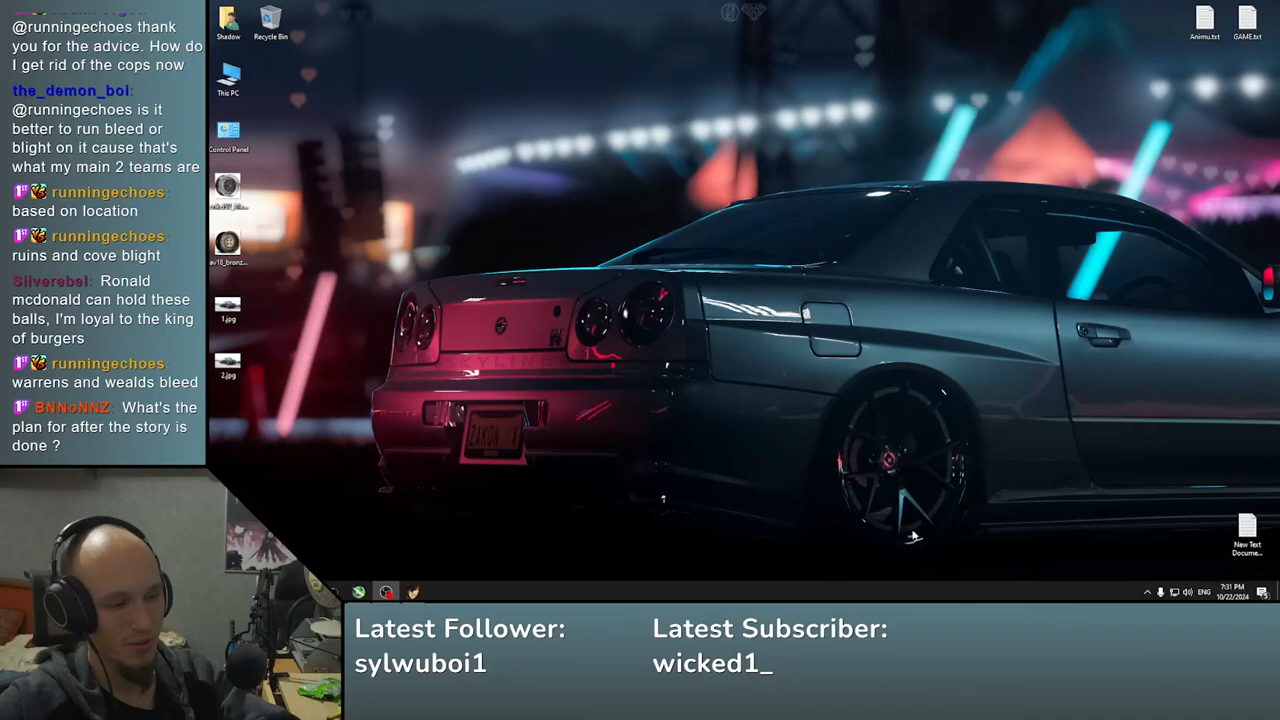 @runningechoes thank
you for the advice. How do
I get rid of the cops now
the_demon_boi:
@runningechoes is it
better to run bleed or
blight on it cause that's
what my main 2 teams are
runningechoes:
based on location
runningechoes:
ruins and cove blight
Silverebel: Ronald
mcdonald can hold these
balls, I'm loyal to the king
of burgers
runningechoes:
warrens and wealds bleed
BNNoNNZ: What's the
plan for after the story is
done ?
Shadow
Recycle Bin
This PC
Control Panel
1.jpg
2.jpg
Animu.txt
GAME.txt
SKYLINE
New Text
Docume...
ENG
7:31 PM
10/22/2024
Latest Follower:
sylwuboi1
Latest Subscriber:
wicked1_